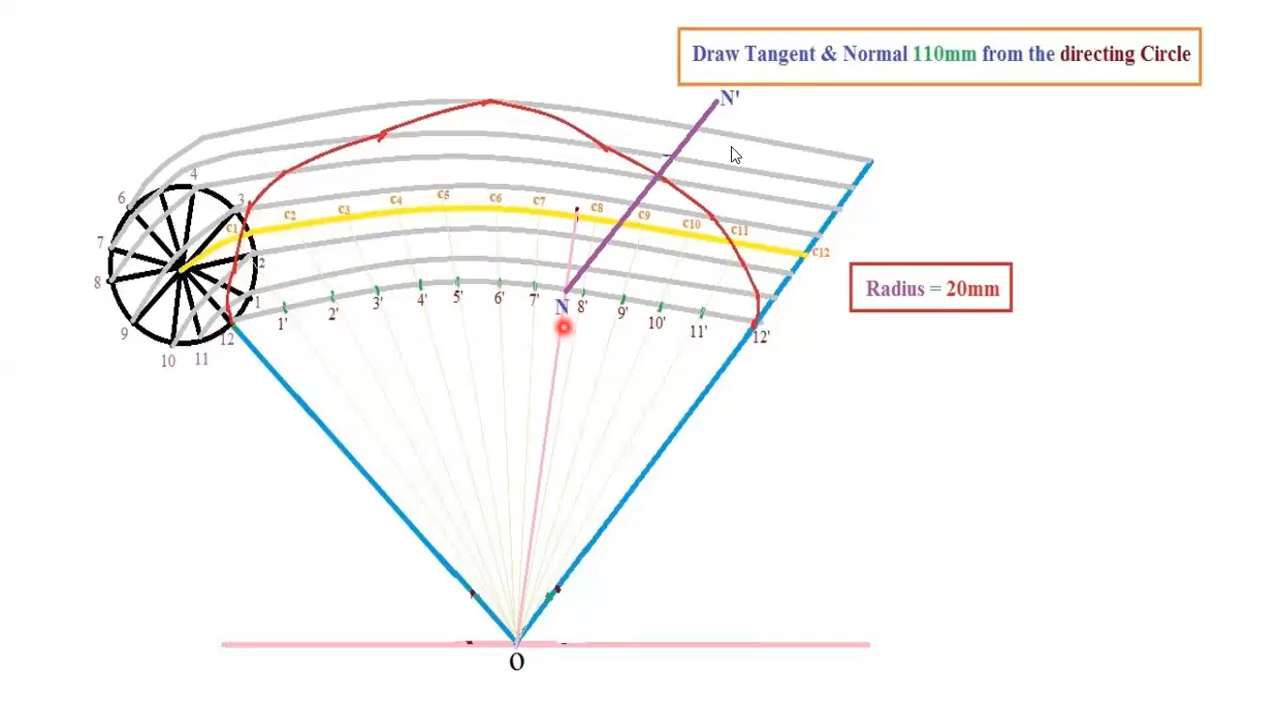 Draw Tangent & Normal 110mm from the directing Circle
N'
4
6
3
c1
c2
c3
c4
c5
c6
c7
c8
c9
c10
c11
c12
7
2
8
1
Radius = 20mm
9
12
10
11
1'
2'
3'
4'
5'
6'
7'
N
8'
9'
10'
11'
12'
O